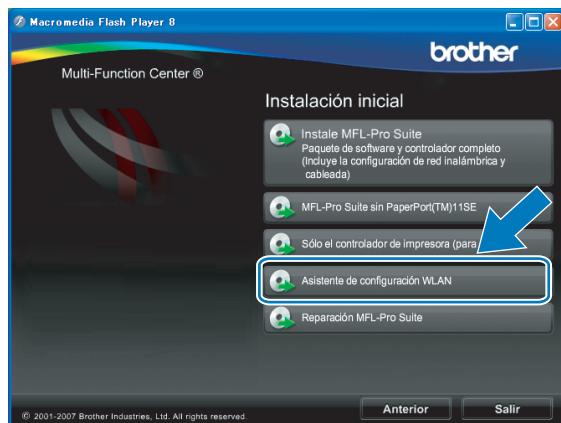 Macromedia Flash Player 8
brother
Multi-Function Center ®
Instalación inicial
Instale MFL-Pro Suite
Paquete de software y controlador completo
(Incluye la configuración de red inalámbrica y
cableada)
MFL-Pro Suite sin PaperPort(TM)11SE
Sólo el controlador de impresora (para
Asistente de configuración WLAN
Reparación MFL-Pro Suite
Anterior
Salir
© 2001-2007 Brother Industries, Ltd. All rights reserved.